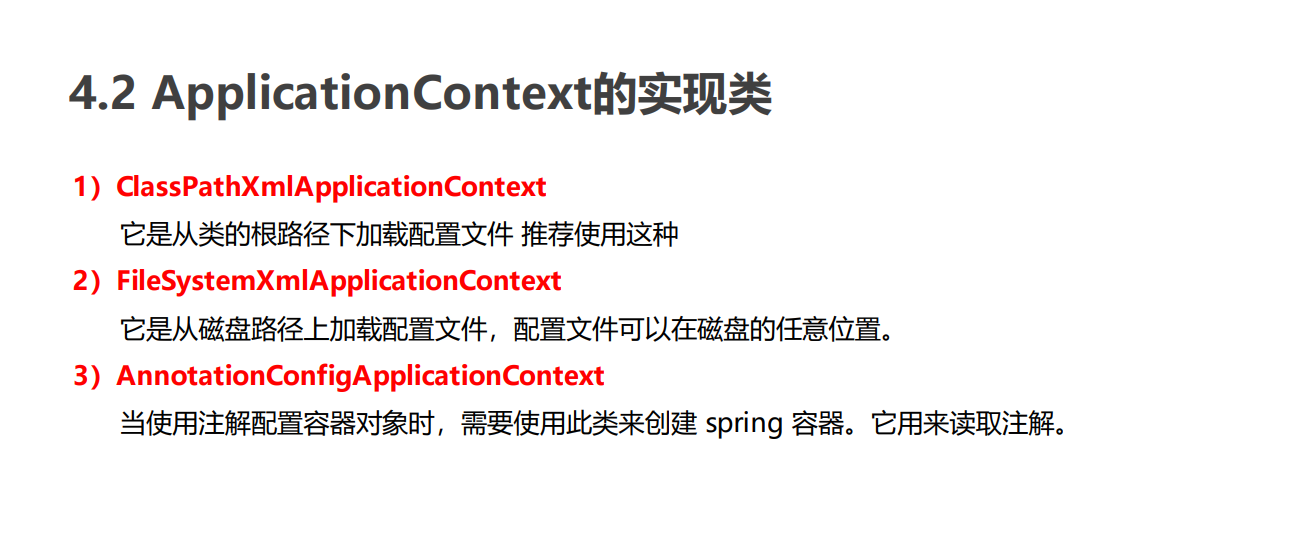 4.2 ApplicationContext的实现类
1）ClassPathXmlApplicationContext
它是从类的根路径下加载配置文件 推荐使用这种
2）FileSystemXmlApplicationContext
它是从磁盘路径上加载配置文件，配置文件可以在磁盘的任意位置。
3）AnnotationConfigApplicationContext
当使用注解配置容器对象时，需要使用此类来创建 spring 容器。它用来读取注解。